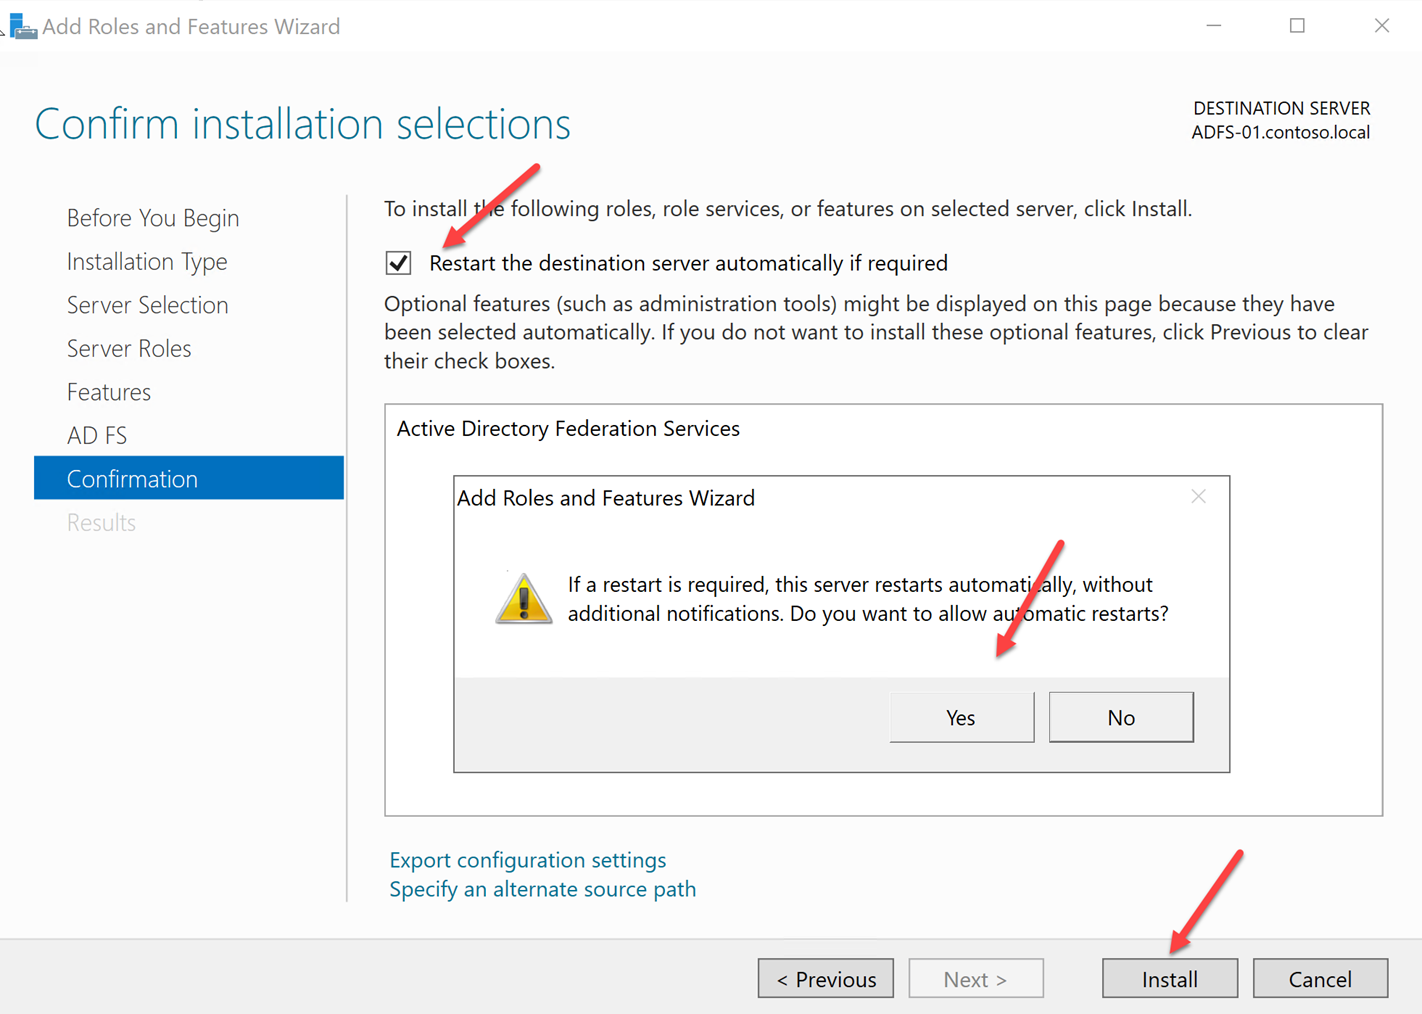 Add Roles and Features Wizard
Confirm installation selections
DESTINATION SERVER
ADFS-01.contoso.local
Before You Begin
Installation Type
Server Selection
Server Roles
Features
AD FS
Confirmation
Results
To install the following roles, role services, or features on selected server, click Install.
Restart the destination server automatically if required
Optional features (such as administration tools) might be displayed on this page because they have
been selected automatically. If you do not want to install these optional features, click Previous to clear
their check boxes.
Active Directory Federation Services
Add Roles and Features Wizard
If a restart is required, this server restarts automatically, without
additional notifications. Do you want to allow automatic restarts?
Yes
No
Export configuration settings
Specify an alternate source path
< Previous
Next >
Install
Cancel